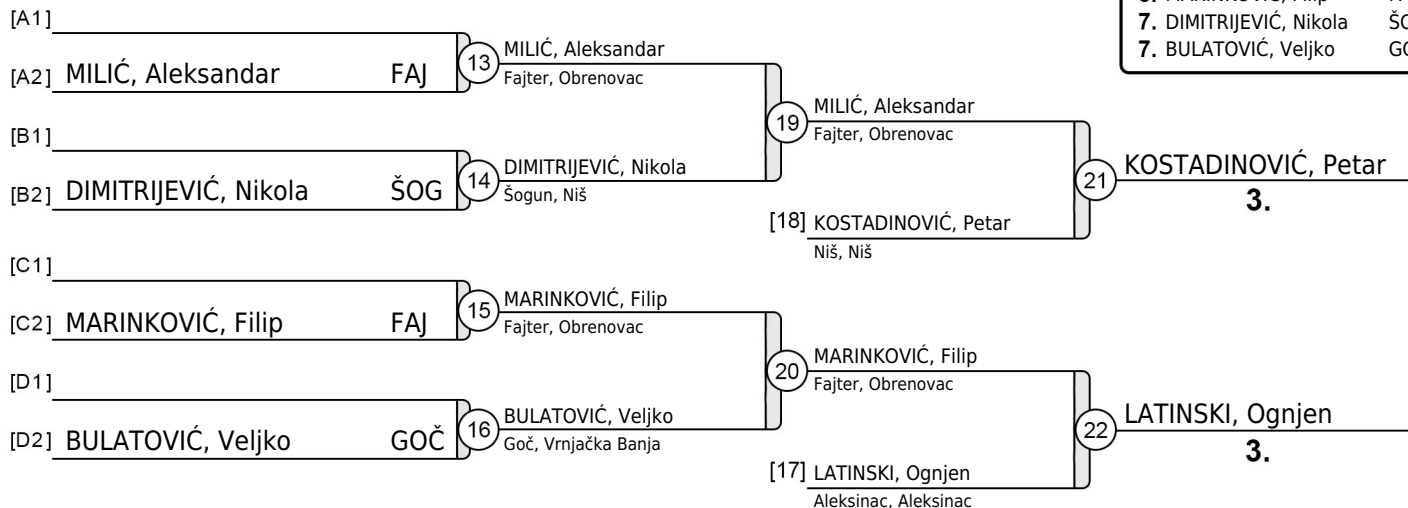 [A1]
[A2] MILIĆ, Aleksandar FAJ
13
MILIĆ, Aleksandar
Fajter, Obrenovac
[B1]
[B2] DIMITRIJEVIĆ, Nikola ŠOG
14
DIMITRIJEVIĆ, Nikola
Šogun, Niš
19
MILIĆ, Aleksandar
Fajter, Obrenovac
[18] KOSTADINOVIĆ, Petar
Niš, Niš
21
KOSTADINOVIĆ, Petar
3.
[C1]
[C2] MARINKOVIĆ, Filip FAJ
15
MARINKOVIĆ, Filip
Fajter, Obrenovac
[D1]
[D2] BULATOVIĆ, Veljko GOČ
16
BULATOVIĆ, Veljko
Goč, Vrnjačka Banja
20
MARINKOVIĆ, Filip
Fajter, Obrenovac
[17] LATINSKI, Ognjen
Aleksinac, Aleksinac
22
LATINSKI, Ognjen
3.
7. DIMITRIJEVIĆ, Nikola
7. BULATOVIĆ, Veljko